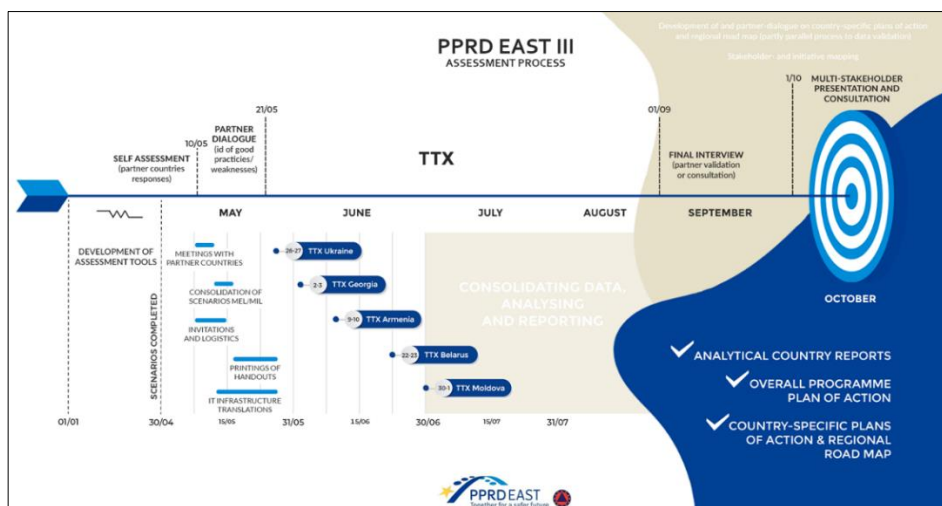 Development of and partner-dialogue on country-specific plans of action
and regional road map (partly parallel process to data validation)
Stakeholder- and initiative mapping
PPRD EAST III
ASSESSMENT PROCESS
1/10
MULTI-STAKEHOLDER
PRESENTATION AND
CONSULTATION
21/05
01/09
PARTNER
DIALOGUE
(id of good
practicies/
weaknesses)
10/05
SELF ASSESSMENT
(partner countries
responses)
TTX
FINAL INTERVIEW
(partner validation
or consultation)
MAY
JUNE
JULY
AUGUST
SEPTEMBER
OCTOBER
DEVELOPMENT OF
ASSESSMENT TOOLS
SCENARIOS COMPLETED
MEETINGS WITH
PARTNER COUNTRIES
CONSOLIDATION OF
SCENARIOS MEL/MIL
INVITATIONS
AND LOGISTICS
PRINTINGS OF
HANDOUTS
IT INFRASTRUCTURE
TRANSLATIONS
26-27 TTX Ukraine
2-3 TTX Georgia
9-10 TTX Armenia
22-23 TTX Belarus
30-1 TTX Moldova
CONSOLIDATING DATA,
ANALYSING
AND REPORTING
01/01
30/04
15/05
31/05
15/06
30/06
15/07
31/07
ANALYTICAL COUNTRY REPORTS
OVERALL PROGRAMME
PLAN OF ACTION
COUNTRY-SPECIFIC PLANS
OF ACTION & REGIONAL
ROAD MAP
PPRD EAST
Together for a safer future